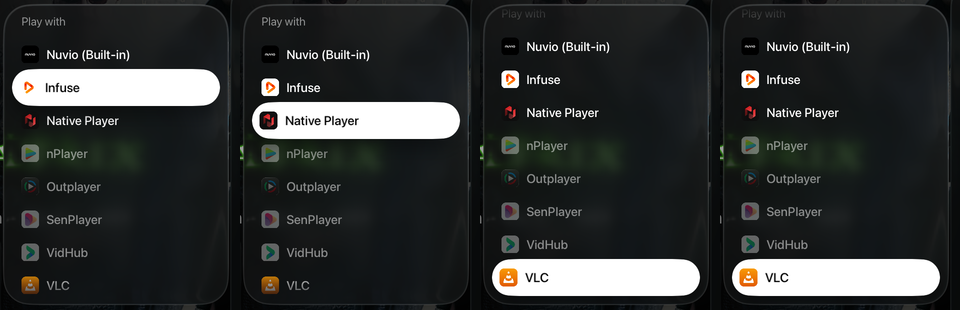 Play with
Nuvio (Built-in)
Infuse
Native Player
nPlayer
Outplayer
SenPlayer
VidHub
VLC
Play with
Nuvio (Built-in)
Infuse
Native Player
nPlayer
Outplayer
SenPlayer
VidHub
VLC
Play with
Nuvio (Built-in)
Infuse
Native Player
nPlayer
Outplayer
SenPlayer
VidHub
VLC
Play with
Nuvio (Built-in)
Infuse
Native Player
nPlayer
Outplayer
SenPlayer
VidHub
VLC